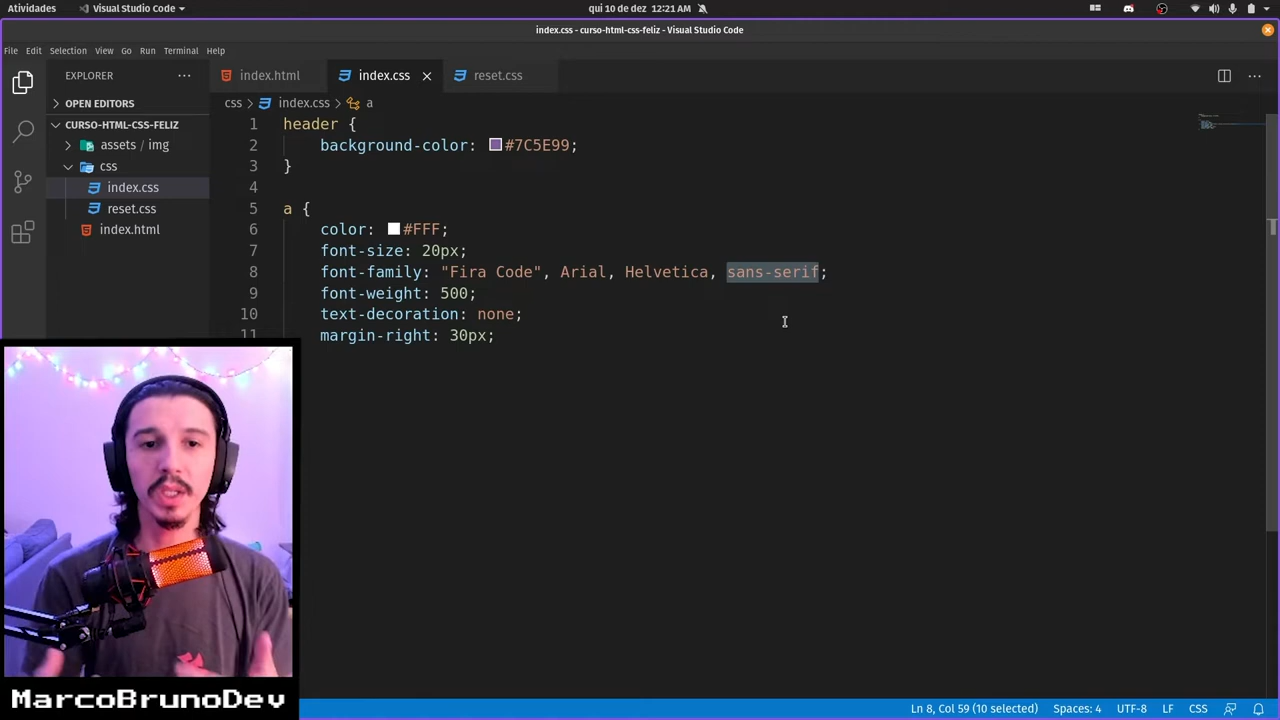 Atividades Visual Studio Code qui 10 de dez 12:21 AM
index.css - curso-html-css-feliz - Visual Studio Code
File Edit Selection View Go Run Terminal Help
EXPLORER index.html index.css reset.css
OPEN EDITORS
css index.css a
CURSO-HTML-CSS-FELIZ
assets / img
css
index.css
reset.css
index.html
1 header {
2 background-color: #7C5E99;
3 }
4
5 a {
6 color: #FFF;
7 font-size: 20px;
8 font-family: "Fira Code", Arial, Helvetica, sans-serif;
9 font-weight: 500;
10 text-decoration: none;
11 margin-right: 30px;
MarcoBrunoDev
Ln 8, Col 59 (10 selected) Spaces: 4 UTF-8 LF CSS